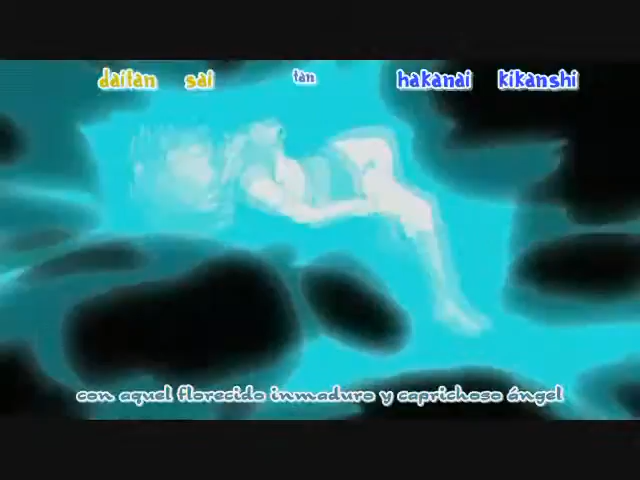 daitan sai tan hakanai kikanshi
con aquel florecido inmaduro y caprichoso ángel